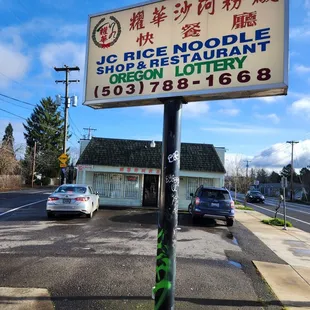 耀華沙河粉
快餐廳
JC RICE NOODLE
SHOP & RESTAURANT
OREGON LOTTERY
(503) 788-1668